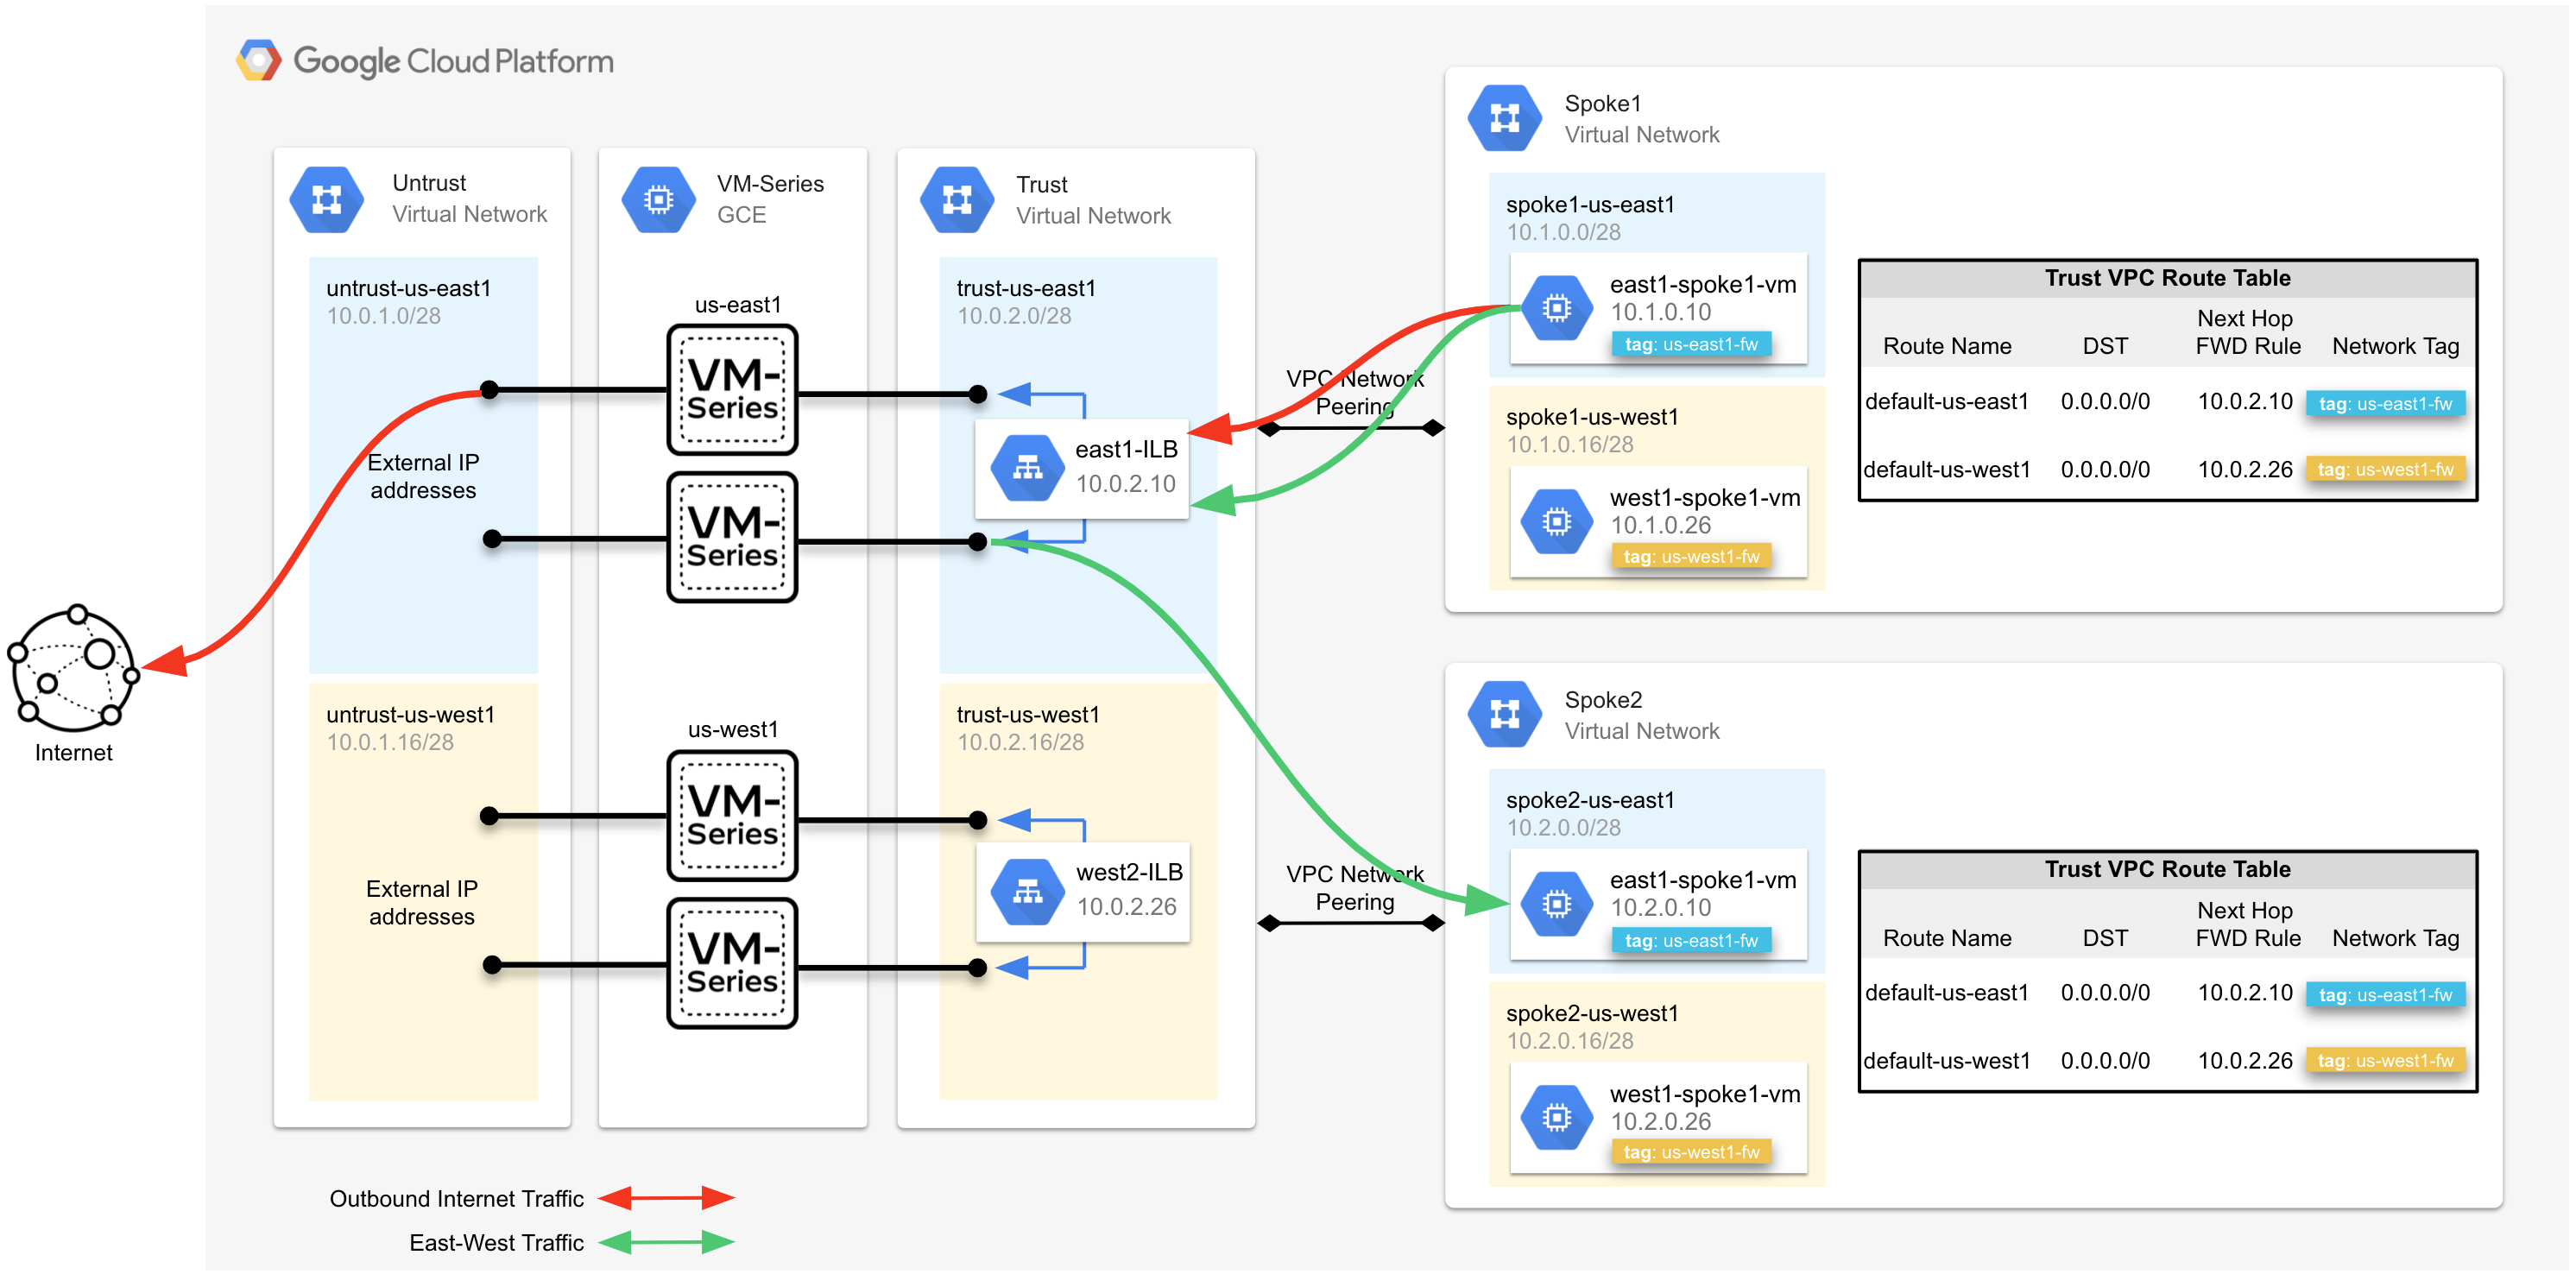 Google Cloud Platform
Untrust
Virtual Network
untrust-us-east1
10.0.1.0/28
External IP
addresses
untrust-us-west1
10.0.1.16/28
External IP
addresses
Internet
VM-Series
GCE
us-east1
VM-
Series
VM-
Series
us-west1
VM-
Series
VM-
Series
Trust
Virtual Network
trust-us-east1
10.0.2.0/28
east1-ILB
10.0.2.10
trust-us-west1
10.0.2.16/28
west2-ILB
10.0.2.26
VPC Network
Peering
VPC Network
Peering
Spoke1
Virtual Network
spoke1-us-east1
10.1.0.0/28
east1-spoke1-vm
10.1.0.10
tag: us-east1-fw
spoke1-us-west1
10.1.0.16/28
west1-spoke1-vm
10.1.0.26
tag: us-west1-fw
Trust VPC Route Table
Route Name DST Next Hop FWD Rule Network Tag
default-us-east1 0.0.0.0/0 10.0.2.10 tag: us-east1-fw
default-us-west1 0.0.0.0/0 10.0.2.26 tag: us-west1-fw
Spoke2
Virtual Network
spoke2-us-east1
10.2.0.0/28
east1-spoke1-vm
10.2.0.10
tag: us-east1-fw
spoke2-us-west1
10.2.0.16/28
west1-spoke1-vm
10.2.0.26
tag: us-west1-fw
Trust VPC Route Table
Route Name DST Next Hop FWD Rule Network Tag
default-us-east1 0.0.0.0/0 10.0.2.10 tag: us-east1-fw
default-us-west1 0.0.0.0/0 10.0.2.26 tag: us-west1-fw
Outbound Internet Traffic
East-West Traffic